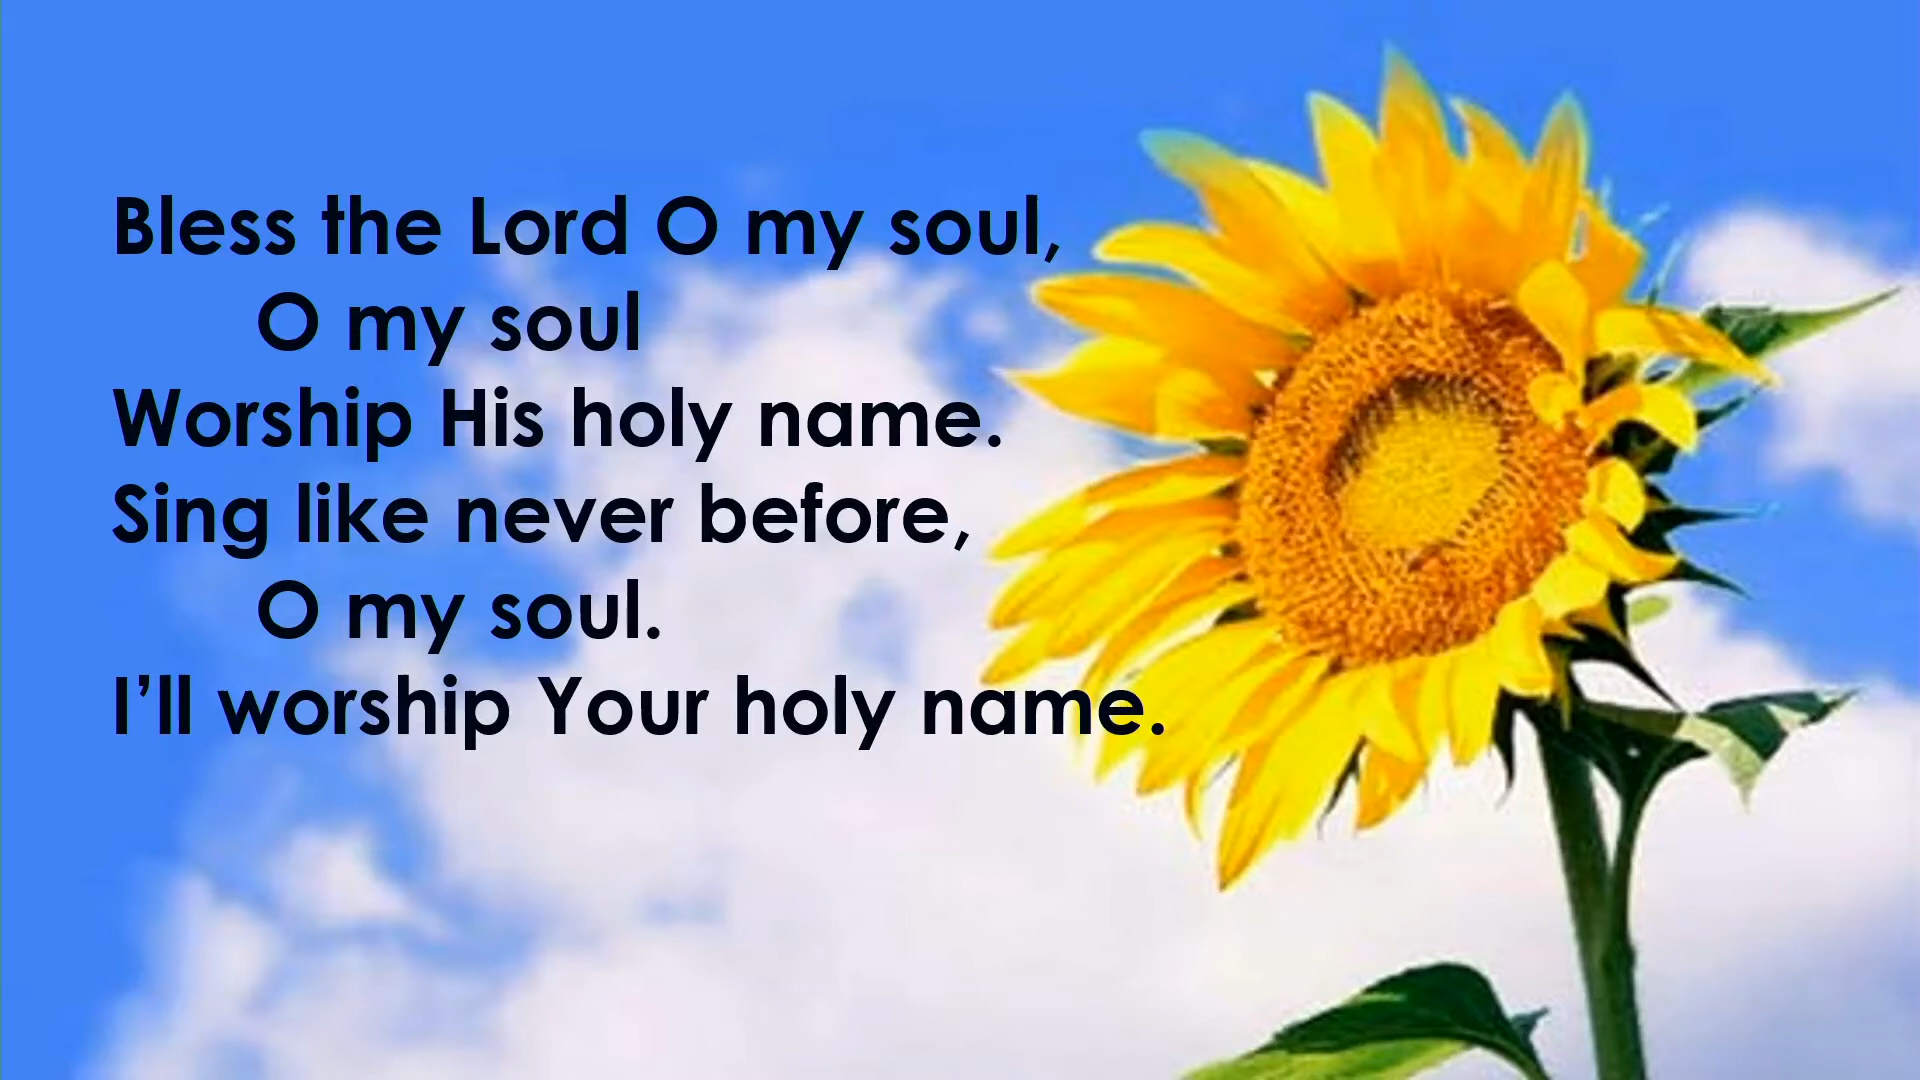 Bless the Lord O my soul,
O my soul
Worship His holy name.
Sing like never before,
O my soul.
I’ll worship Your holy name.